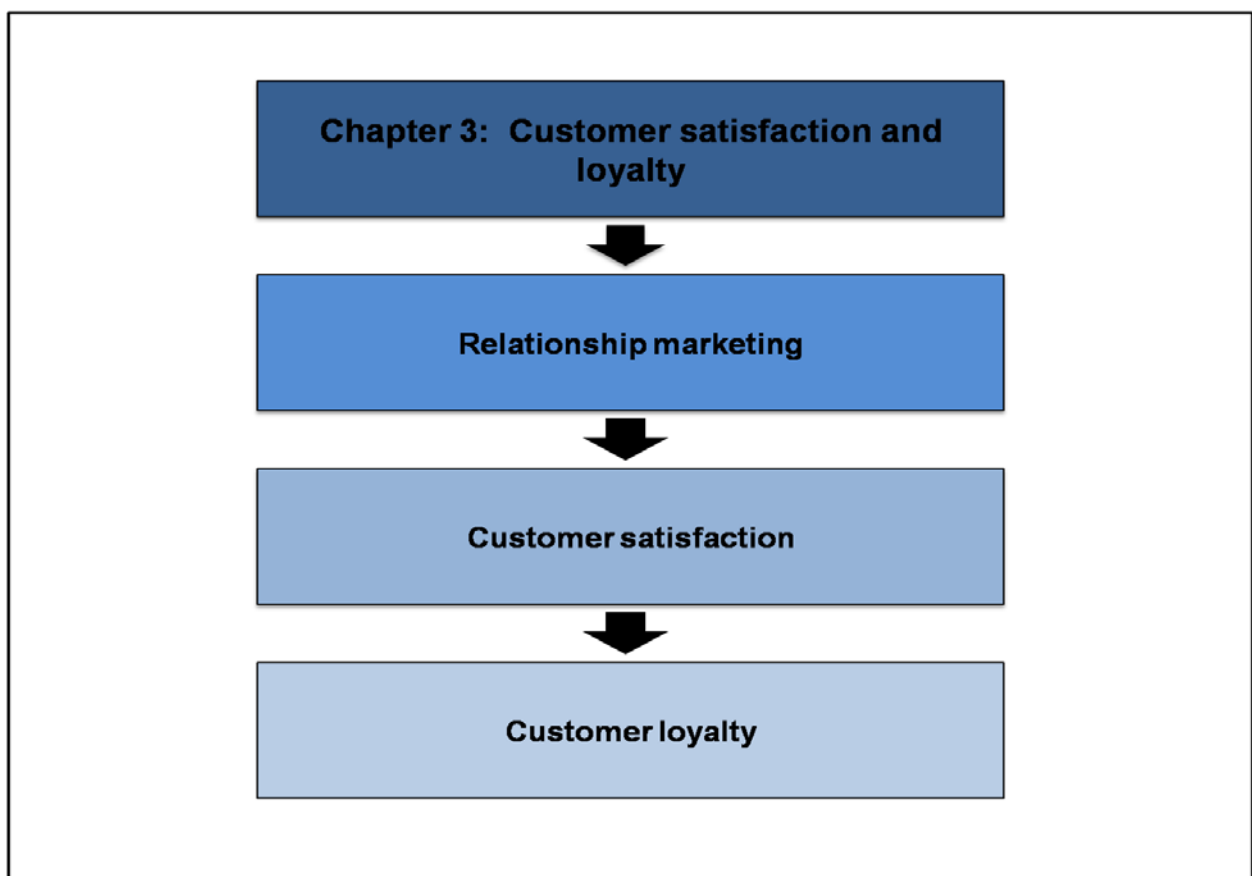 Chapter 3: Customer satisfaction and
loyalty
Relationship marketing
Customer satisfaction
Customer loyalty